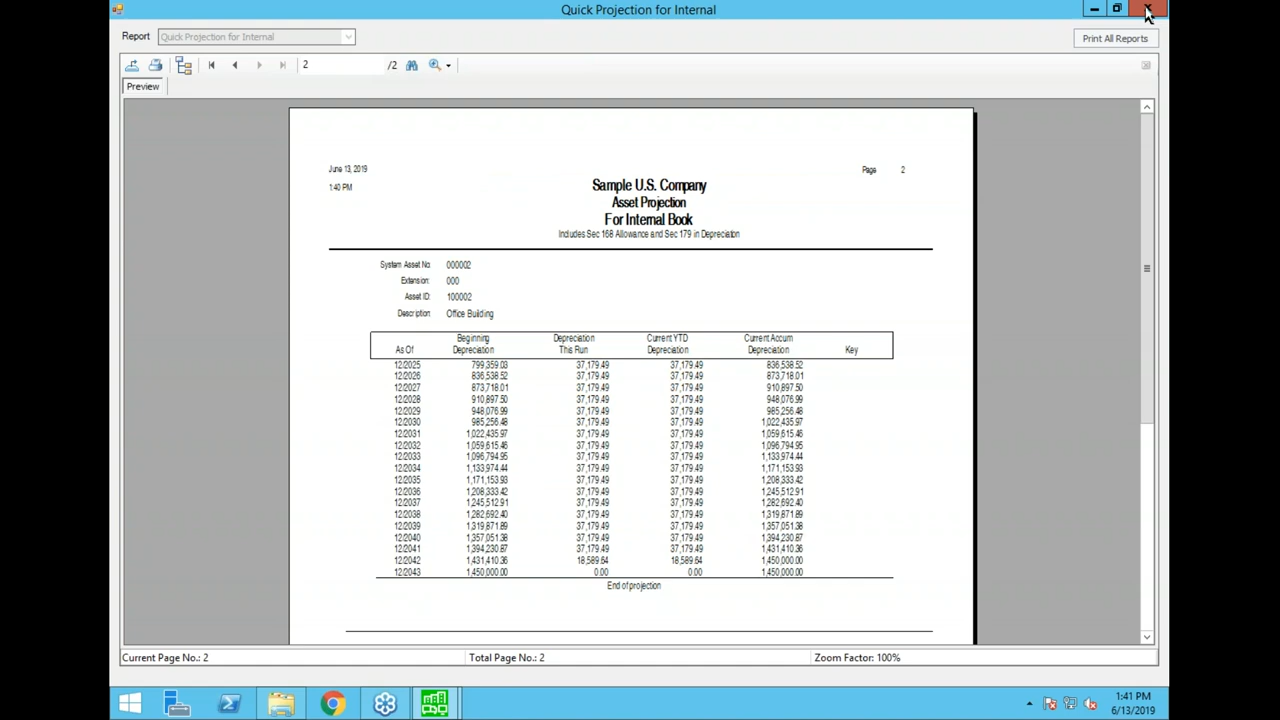 Quick Projection for Internal
Report Quick Projection for Internal Print All Reports
2 /2
Preview
June 13, 2019 Page 2
1:40 PM
Sample U.S. Company
Asset Projection
For Internal Book
Includes Sec 168 Allowance and Sec 179 in Depreciation
System Asset No: 000002
Extension: 000
Asset ID: 100002
Description: Office Building
Beginning Depreciation Current YTD Current Accum
As Of Depreciation This Run Depreciation Depreciation Key
12/2025 799,359.03 37,179.49 37,179.49 836,538.52
12/2026 836,538.52 37,179.49 37,179.49 873,718.01
12/2027 873,718.01 37,179.49 37,179.49 910,897.50
12/2028 910,897.50 37,179.49 37,179.49 948,076.99
12/2029 948,076.99 37,179.49 37,179.49 985,256.48
12/2030 985,256.48 37,179.49 37,179.49 1,022,435.97
12/2031 1,022,435.97 37,179.49 37,179.49 1,059,615.46
12/2032 1,059,615.46 37,179.49 37,179.49 1,096,794.95
12/2033 1,096,794.95 37,179.49 37,179.49 1,133,974.44
12/2034 1,133,974.44 37,179.49 37,179.49 1,171,153.93
12/2035 1,171,153.93 37,179.49 37,179.49 1,208,333.42
12/2036 1,208,333.42 37,179.49 37,179.49 1,245,512.91
12/2037 1,245,512.91 37,179.49 37,179.49 1,282,692.40
12/2038 1,282,692.40 37,179.49 37,179.49 1,319,871.89
12/2039 1,319,871.89 37,179.49 37,179.49 1,357,051.38
12/2040 1,357,051.38 37,179.49 37,179.49 1,394,230.87
12/2041 1,394,230.87 37,179.49 37,179.49 1,431,410.36
12/2042 1,431,410.36 18,589.64 18,589.64 1,450,000.00
12/2043 1,450,000.00 0.00 0.00 1,450,000.00
End of projection
Current Page No.: 2 Total Page No.: 2 Zoom Factor: 100%
1:41 PM
6/13/2019